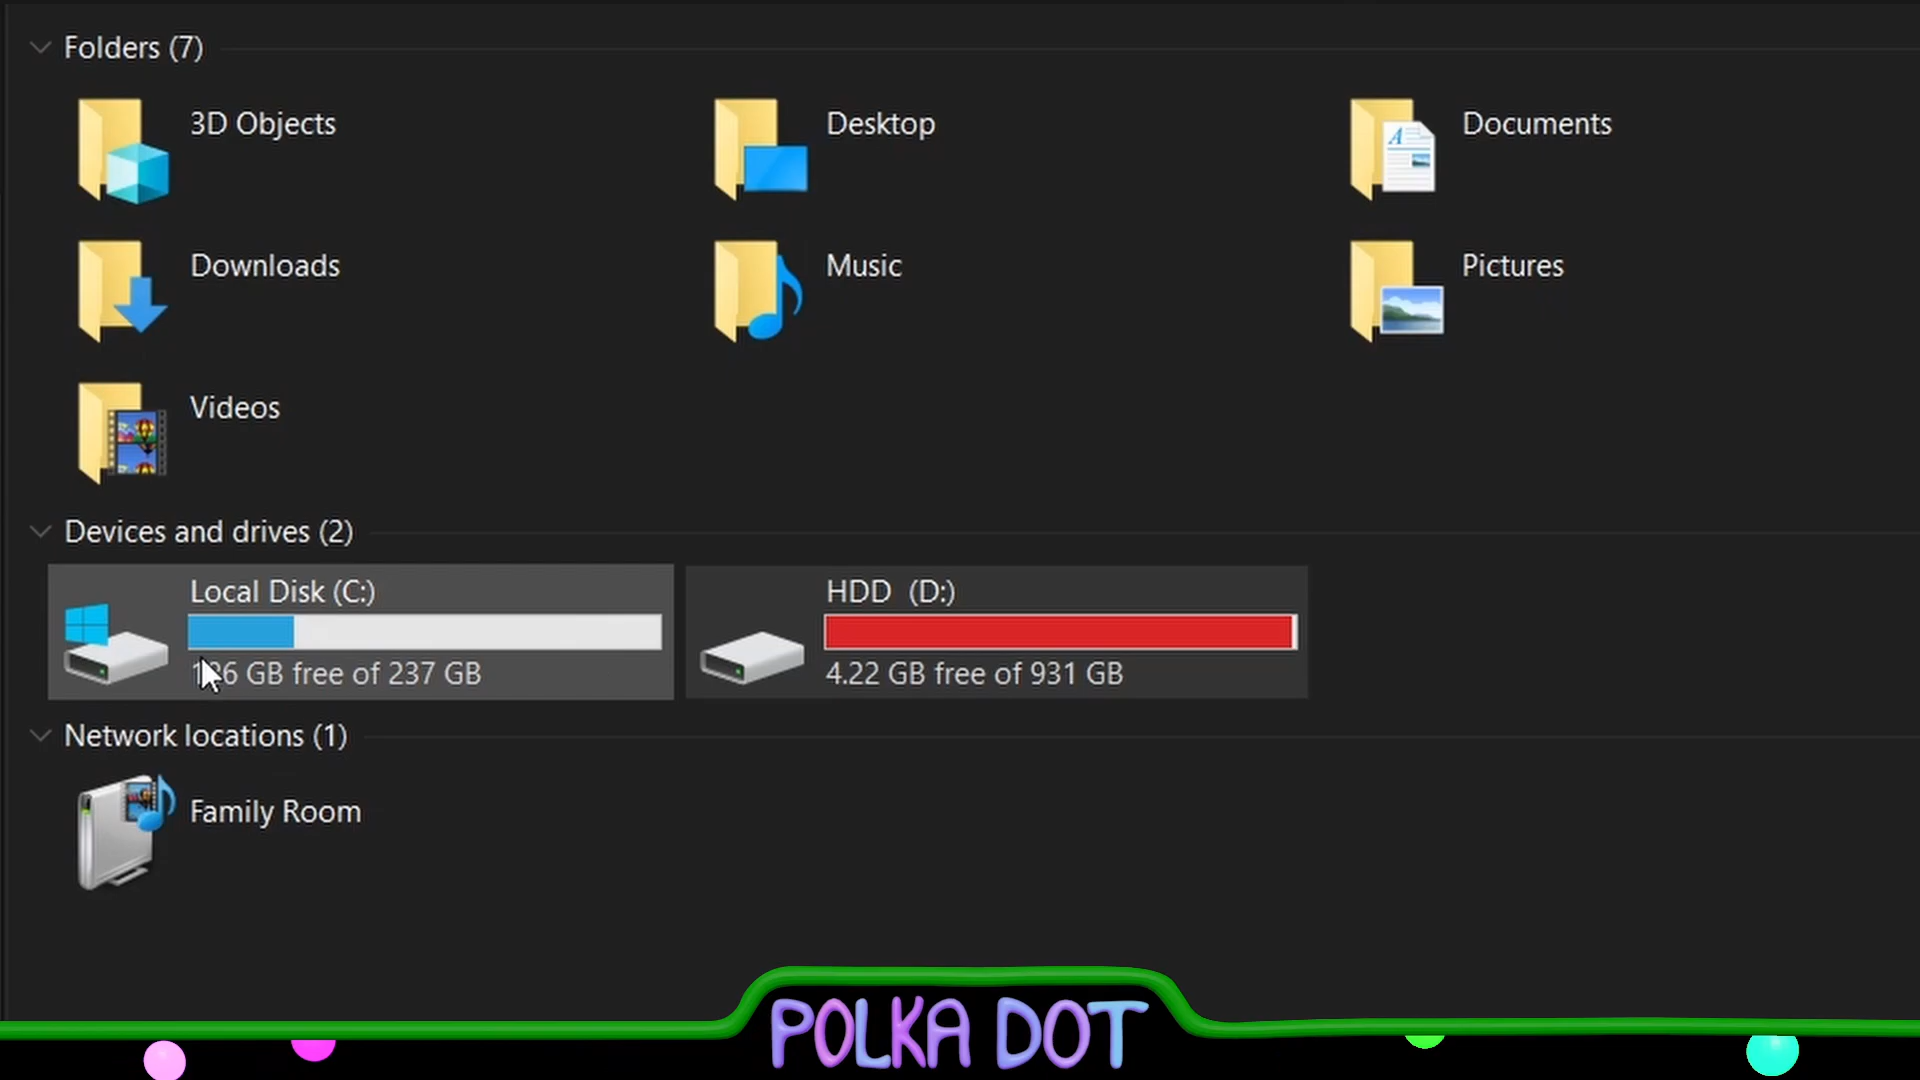 Folders (7)
3D Objects
Desktop
Documents
Downloads
Music
Pictures
Videos
Devices and drives (2)
Local Disk (C:)
HDD (D:)
GB free of 237 GB
4.22 GB free of 931 GB
Network locations (1)
Family Room
POLKA DOT